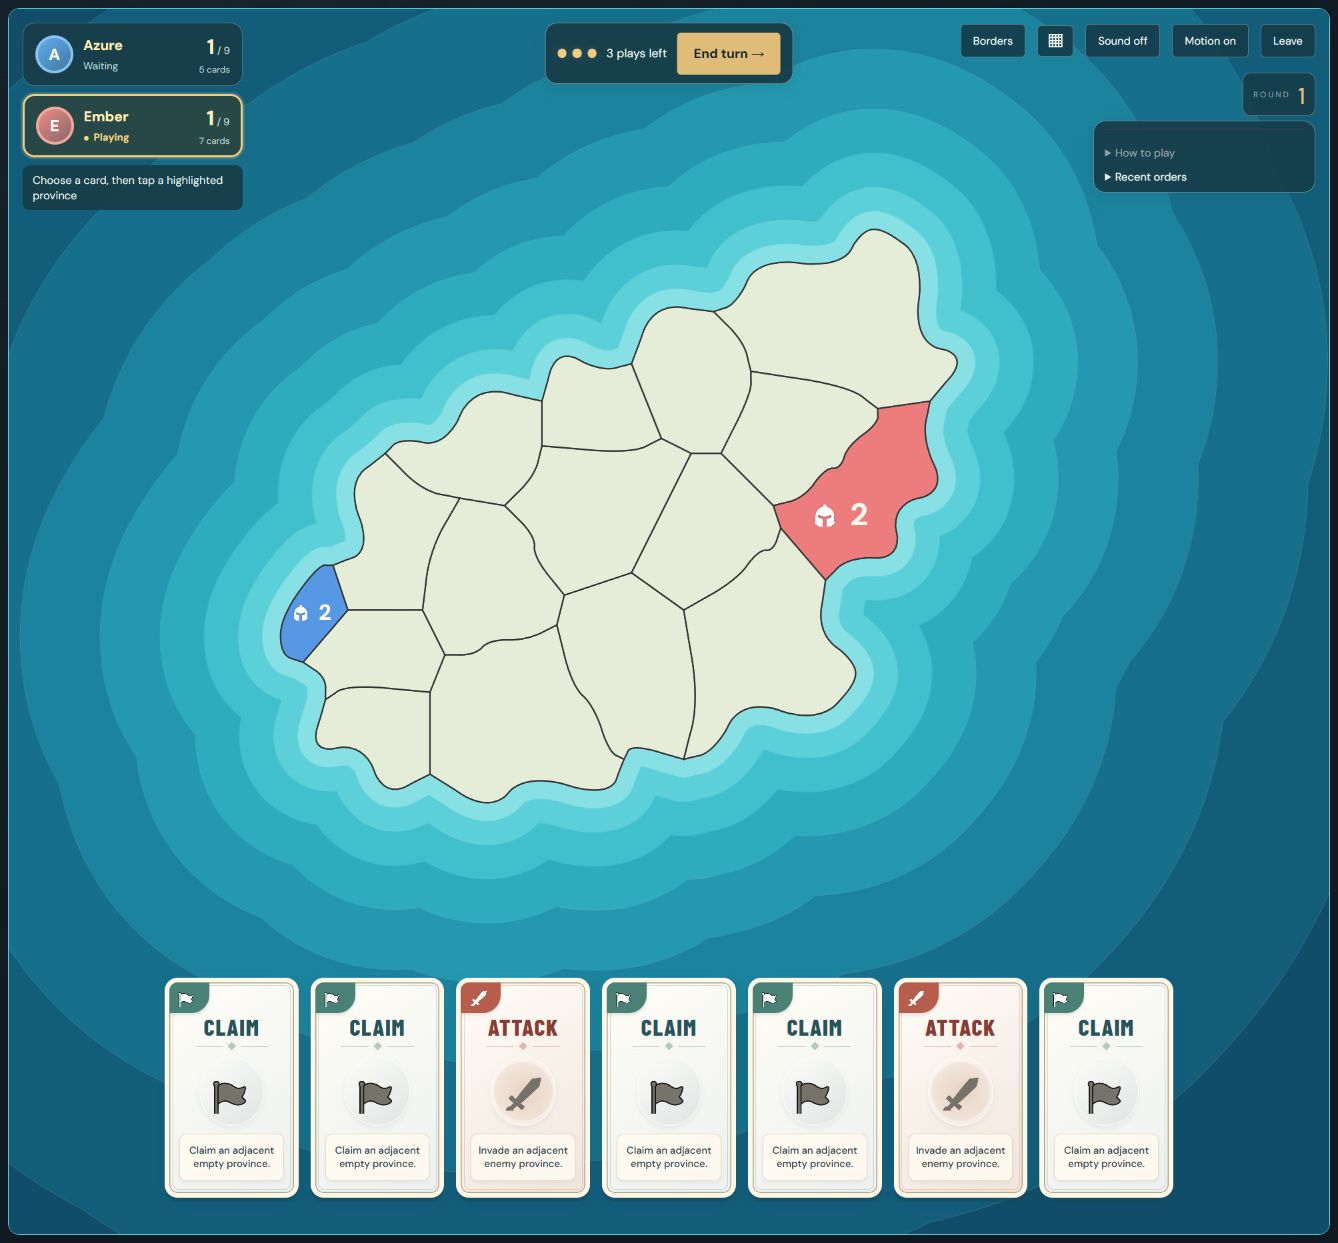 A
Azure
Waiting
1 / 9
5 cards
E
Ember
● Playing
1 / 9
7 cards
Choose a card, then tap a highlighted
province
3 plays left
End turn →
Borders
Sound off
Motion on
Leave
ROUND 1
▶ How to play
▶ Recent orders
2
2
CLAIM
Claim an adjacent
empty province.
CLAIM
Claim an adjacent
empty province.
ATTACK
Invade an adjacent
enemy province.
CLAIM
Claim an adjacent
empty province.
CLAIM
Claim an adjacent
empty province.
ATTACK
Invade an adjacent
enemy province.
CLAIM
Claim an adjacent
empty province.